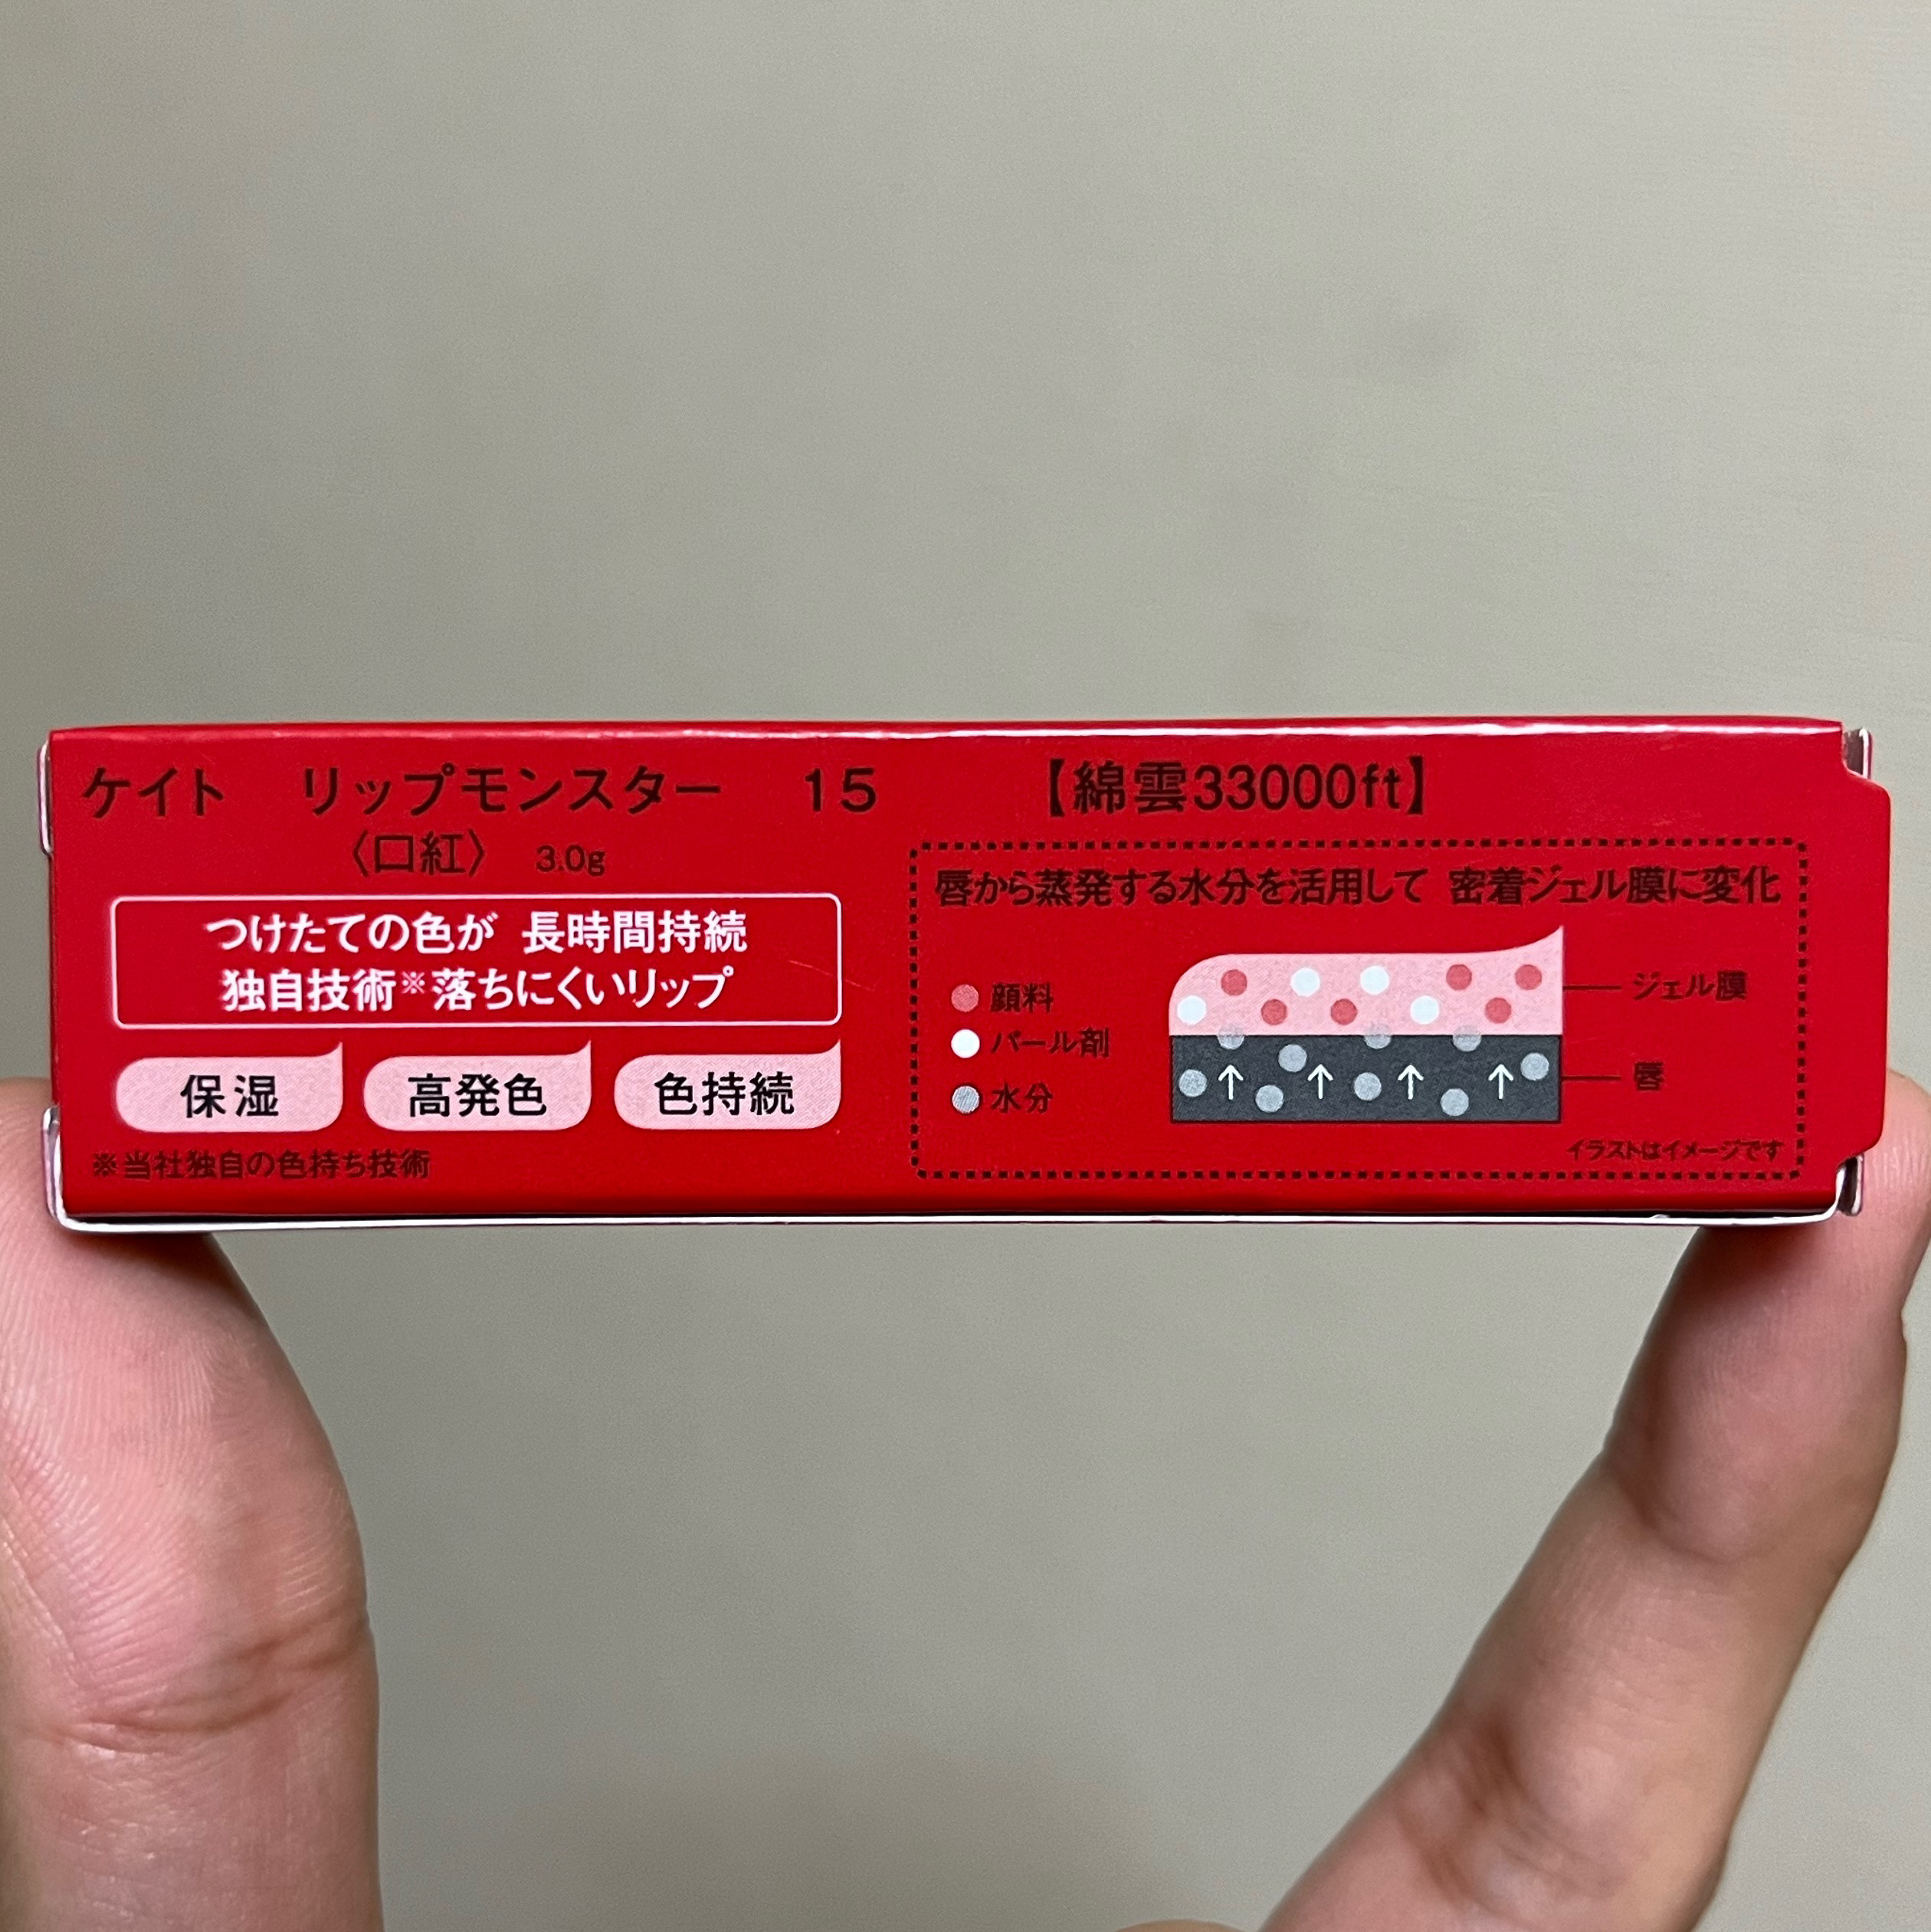 ケイト リップモンスター 15 【綿雲33000ft】
〈口紅〉 3.0g
つけたての色が 長時間持続
独自技術※落ちにくいリップ
保湿 高発色 色持続
※当社独自の色持ち技術
唇から蒸発する水分を活用して 密着ジェル膜に変化
顔料
パール剤
水分
ジェル膜
唇
イラストはイメージです